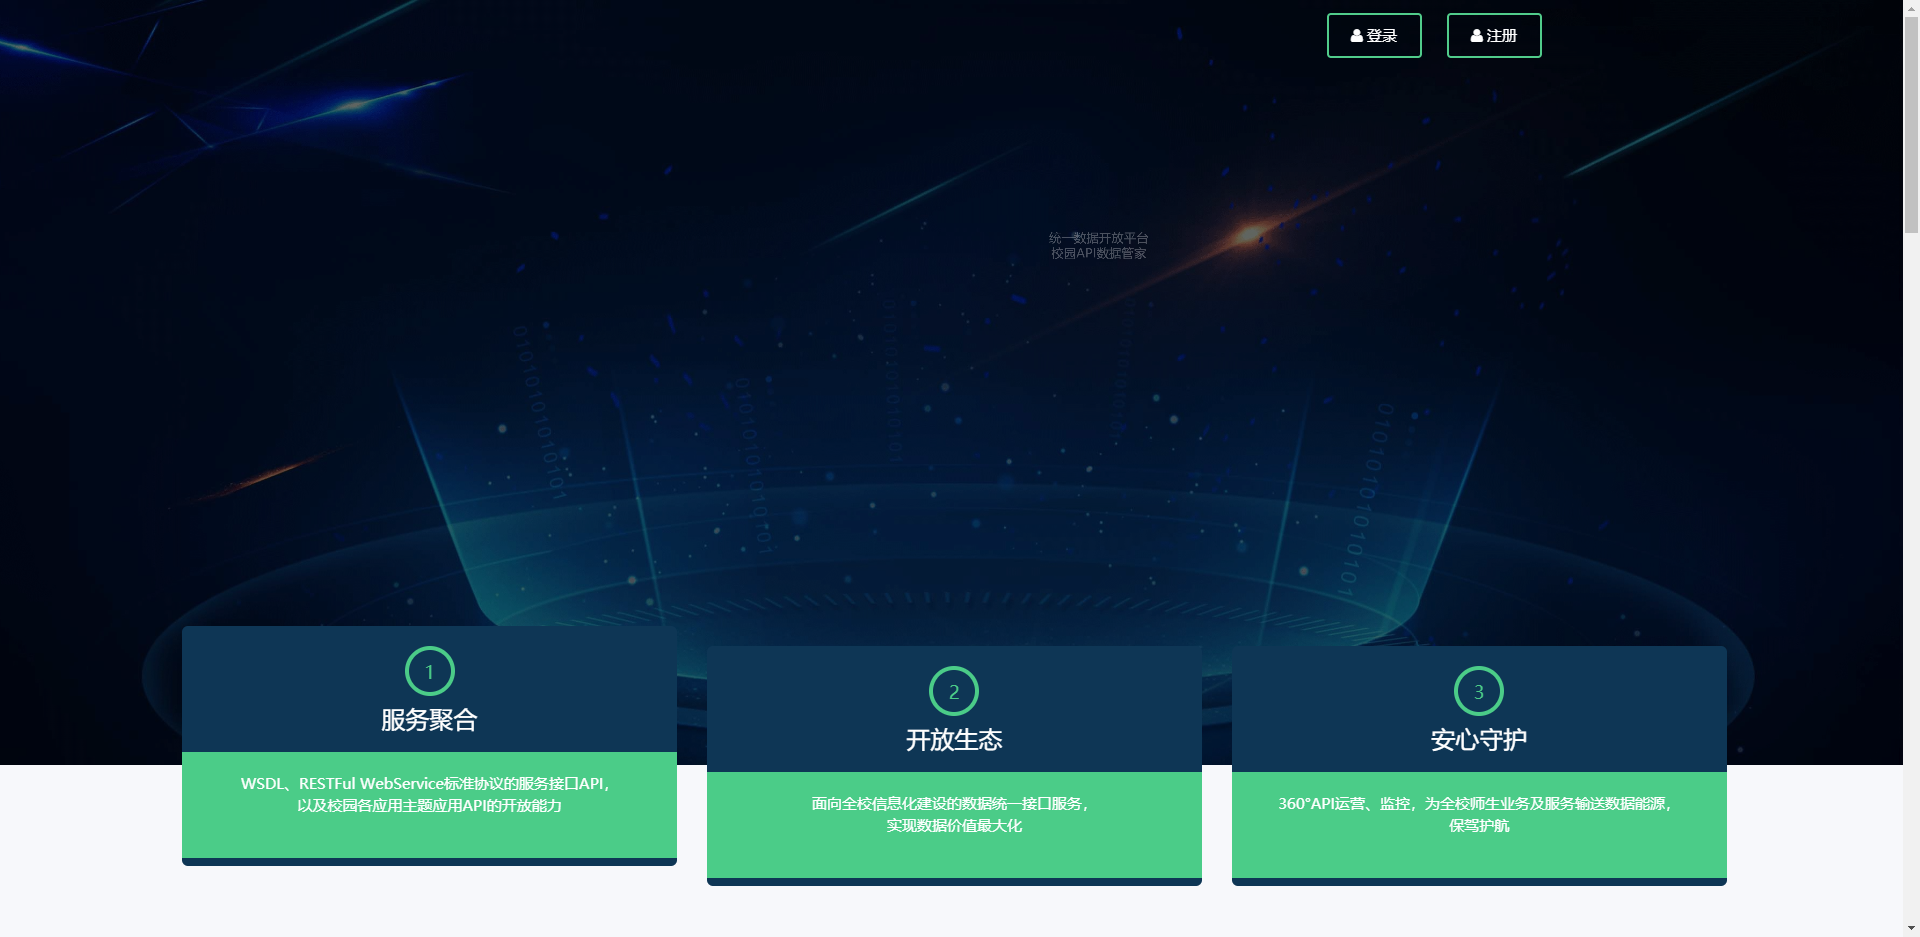 登录
注册
统一数据开放平台
校园API数据管家
1
服务聚合
WSDL、RESTFul WebService标准协议的服务接口API，
以及校园各应用主题应用API的开放能力
2
开放生态
面向全校信息化建设的数据统一接口服务，
实现数据价值最大化
3
安心守护
360°API运营、监控，为全校师生业务及服务输送数据能源，
保驾护航